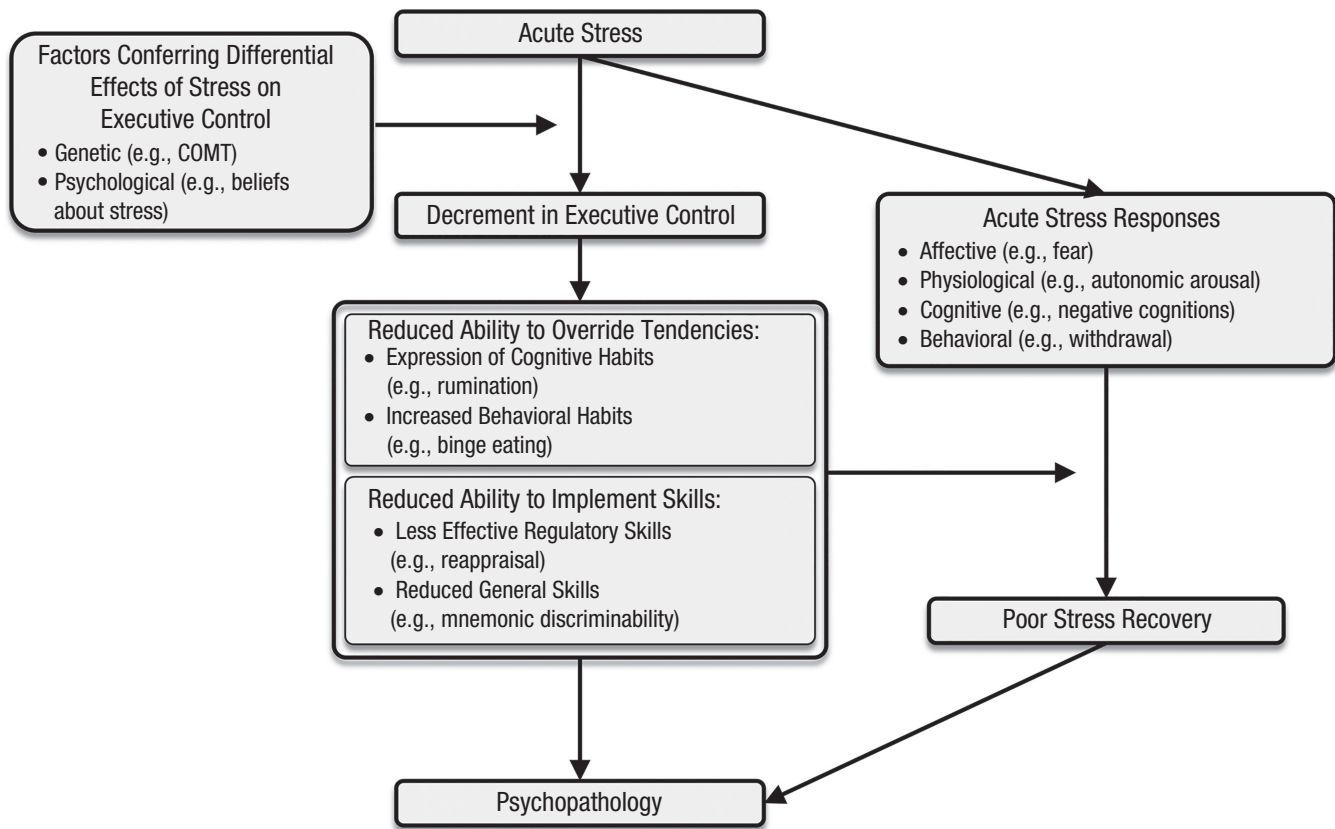 Acute Stress
Factors Conferring Differential
Effects of Stress on
Executive Control
• Genetic (e.g., COMT)
• Psychological (e.g., beliefs
about stress)
Decrement in Executive Control
Acute Stress Responses
• Affective (e.g., fear)
• Physiological (e.g., autonomic arousal)
• Cognitive (e.g., negative cognitions)
• Behavioral (e.g., withdrawal)
Reduced Ability to Override Tendencies:
• Expression of Cognitive Habits
(e.g., rumination)
• Increased Behavioral Habits
(e.g., binge eating)
Reduced Ability to Implement Skills:
• Less Effective Regulatory Skills
(e.g., reappraisal)
• Reduced General Skills
(e.g., mnemonic discriminability)
Poor Stress Recovery
Psychopathology